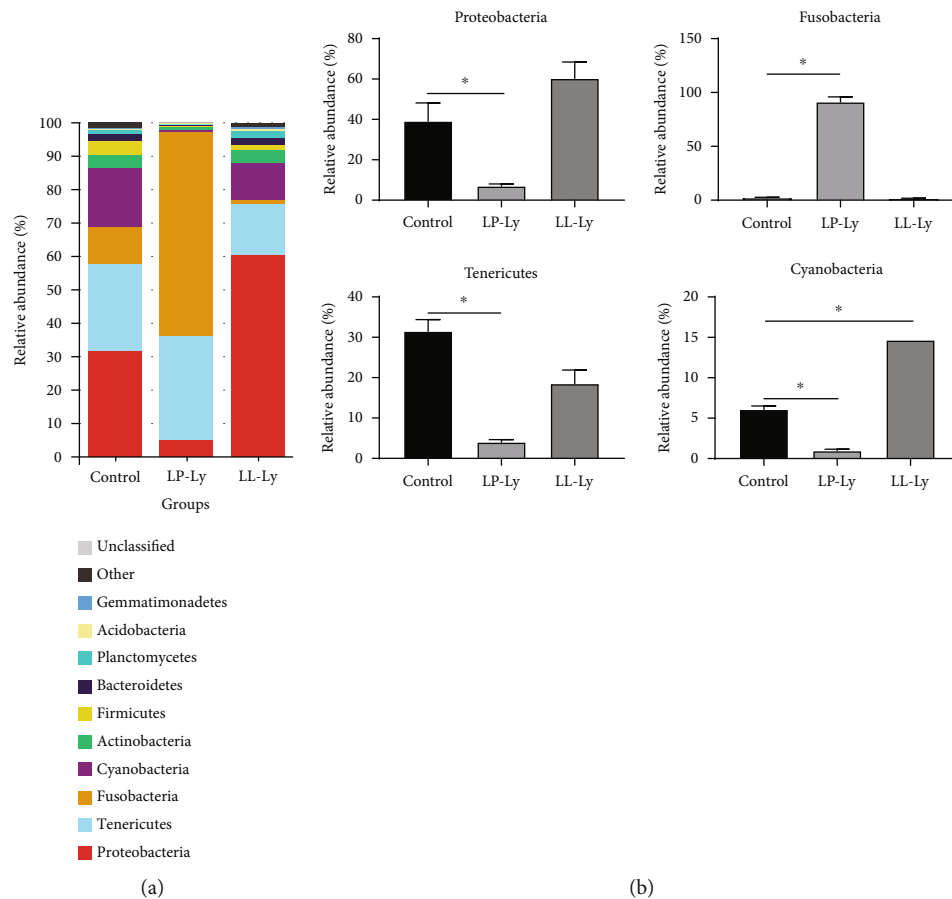 Relative abundance (%)
100
90
80
70
60
50
40
30
20
10
0
Control LP-Ly LL-Ly
Groups
Unclassified
Other
Gemmatimonadetes
Acidobacteria
Planctomycetes
Bacteroidetes
Firmicutes
Actinobacteria
Cyanobacteria
Fusobacteria
Tenericutes
Proteobacteria
(a)
Proteobacteria
Relative abundance (%)
80
60
40
20
0
*
Control LP-Ly LL-Ly
Fusobacteria
Relative abundance (%)
150
100
50
0
*
Control LP-Ly LL-Ly
Tenericutes
Relative abundance (%)
40
30
20
10
0
*
Control LP-Ly LL-Ly
Cyanobacteria
Relative abundance (%)
20
15
10
5
0
*
*
Control LP-Ly LL-Ly
(b)